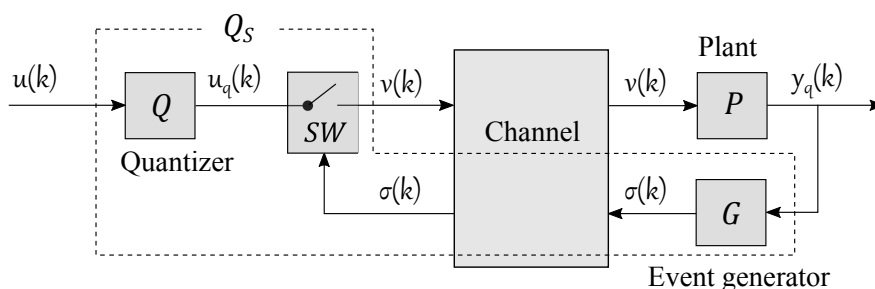 Q_S
Plant
u(k)
u_q(k)
v(k)
v(k)
y_q(k)
Q
SW
Channel
P
Quantizer
σ(k)
σ(k)
G
Event generator